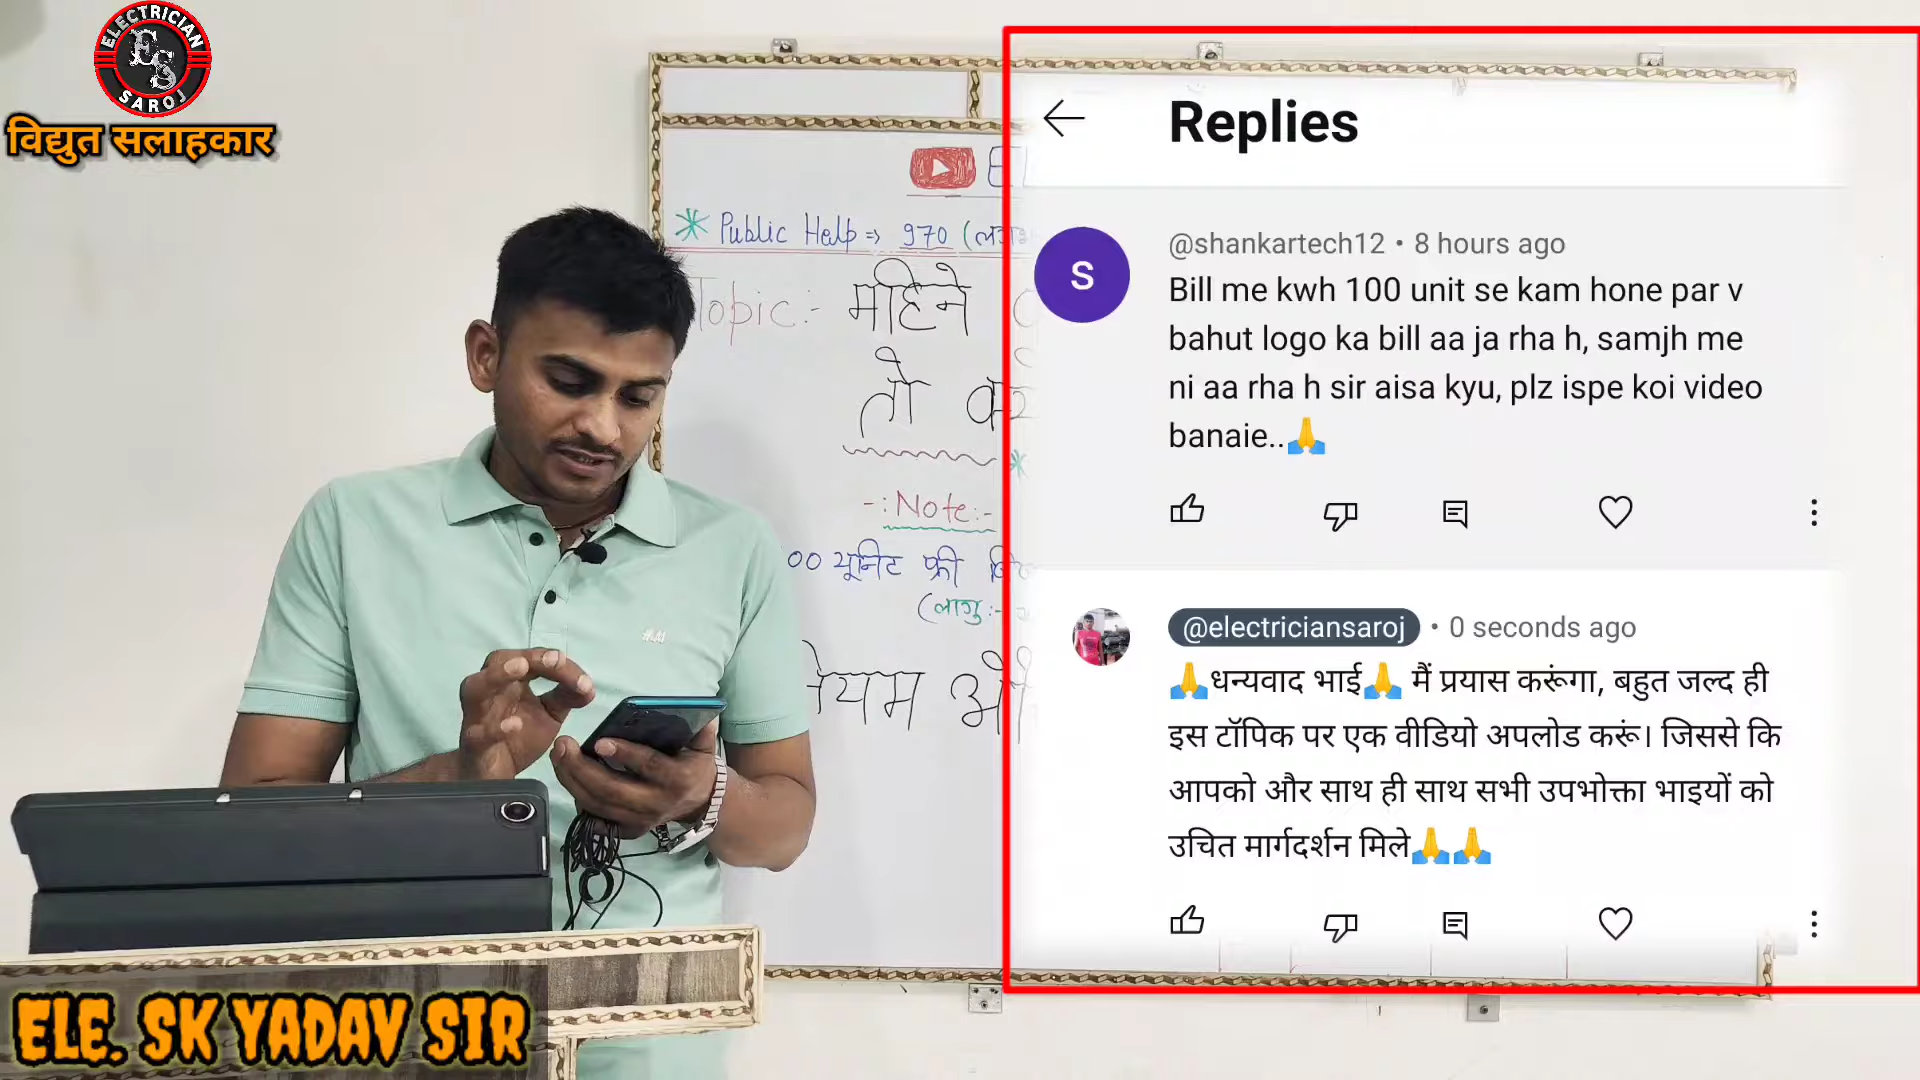 ELECTRICIAN
ES
SAROJ
विद्युत सलाहकार
Public Help => 970
Topic:- महिने
तो
-: Note:-
00 यूनिट फ्री
(लागु:-
ELE. SK YADAV SIR
Replies
@shankartech12 • 8 hours ago
S
Bill me kwh 100 unit se kam hone par v
bahut logo ka bill aa ja rha h, samjh me
ni aa rha h sir aisa kyu, plz ispe koi video
banaie..🙏
@electriciansaroj • 0 seconds ago
🙏धन्यवाद भाई🙏 मैं प्रयास करूंगा, बहुत जल्द ही
इस टॉपिक पर एक वीडियो अपलोड करूं। जिससे कि
आपको और साथ ही साथ सभी उपभोक्ता भाइयों को
उचित मार्गदर्शन मिले🙏🙏